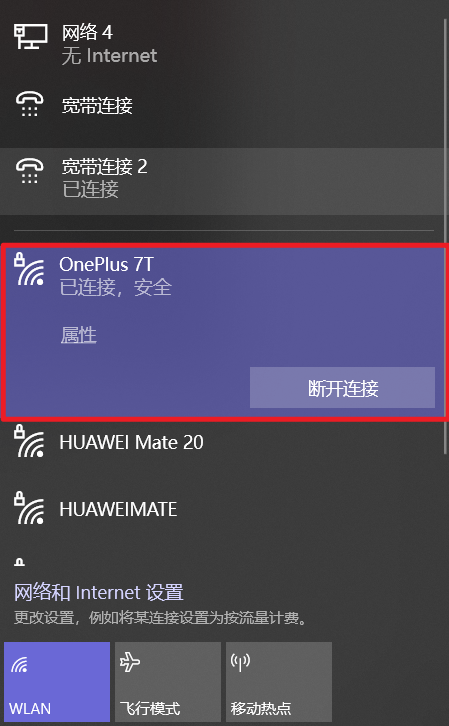 网络 4
无 Internet
宽带连接
宽带连接 2
已连接
OnePlus 7T
已连接，安全
属性
断开连接
HUAWEI Mate 20
HUAWEIMATE
网络和 Internet 设置
更改设置，例如将某连接设置为按流量计费。
WLAN
飞行模式
移动热点